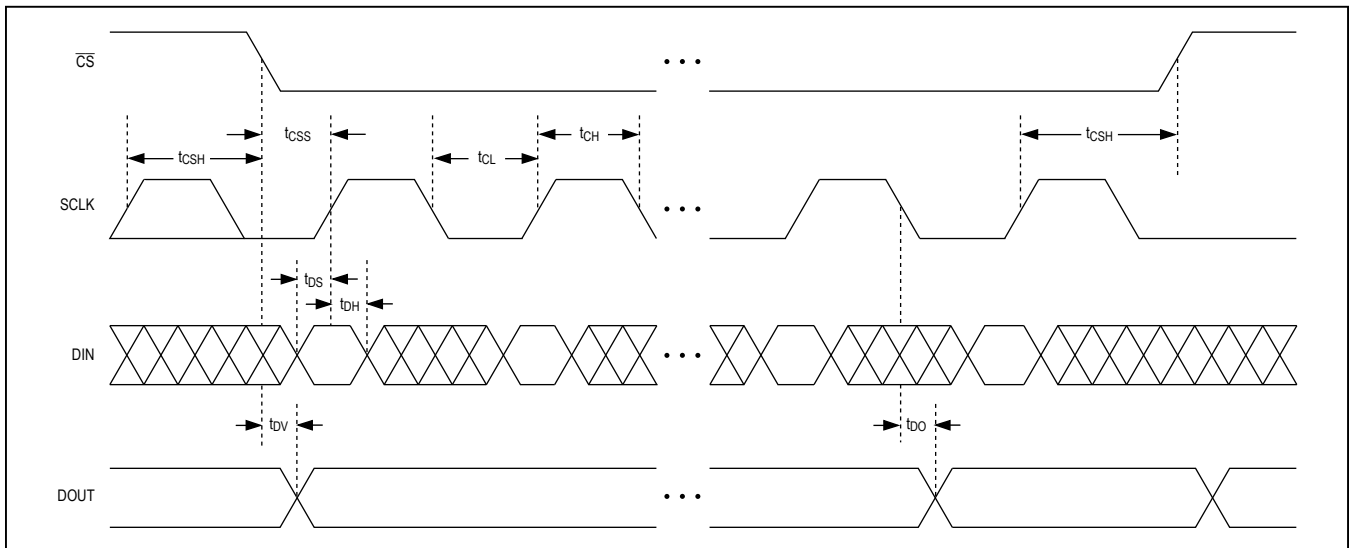 CS
tCSS
tCH
tCSH
tCSH
tCL
SCLK
tDS
tDH
DIN
tDV
tDO
DOUT